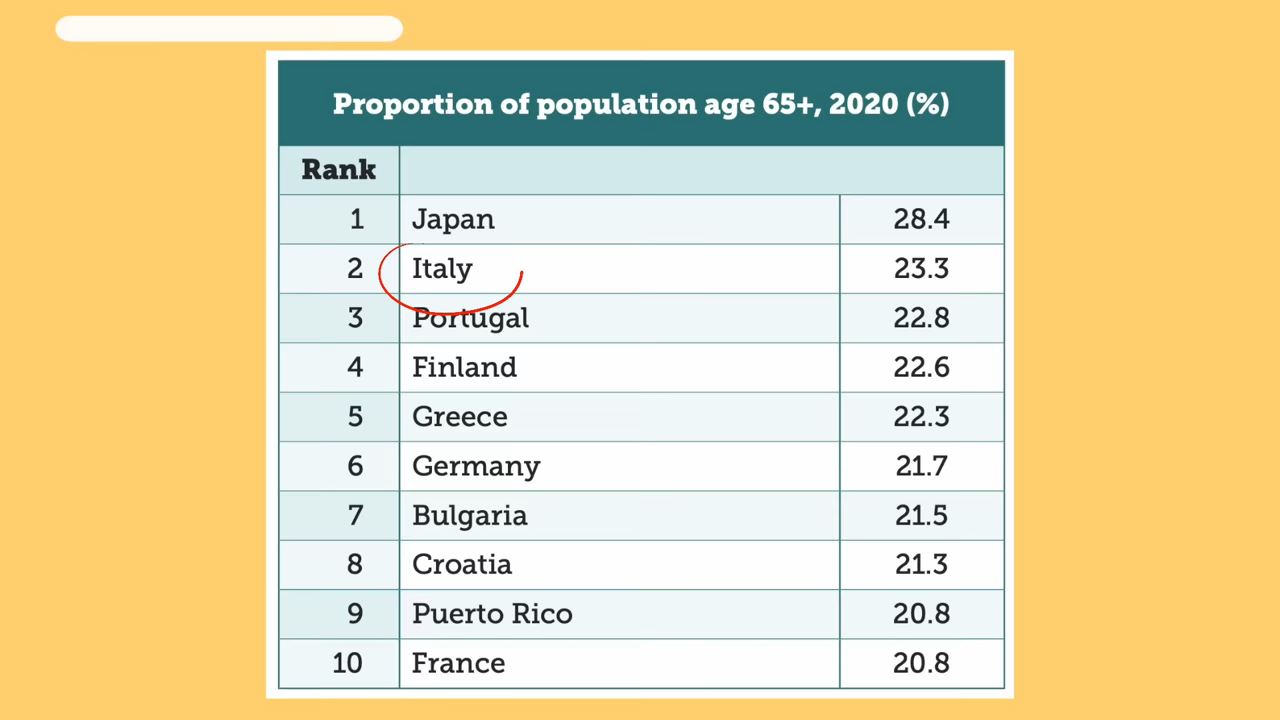 Proportion of population age 65+, 2020 (%)
Rank
1 Japan 28.4
2 Italy 23.3
3 Portugal 22.8
4 Finland 22.6
5 Greece 22.3
6 Germany 21.7
7 Bulgaria 21.5
8 Croatia 21.3
9 Puerto Rico 20.8
10 France 20.8